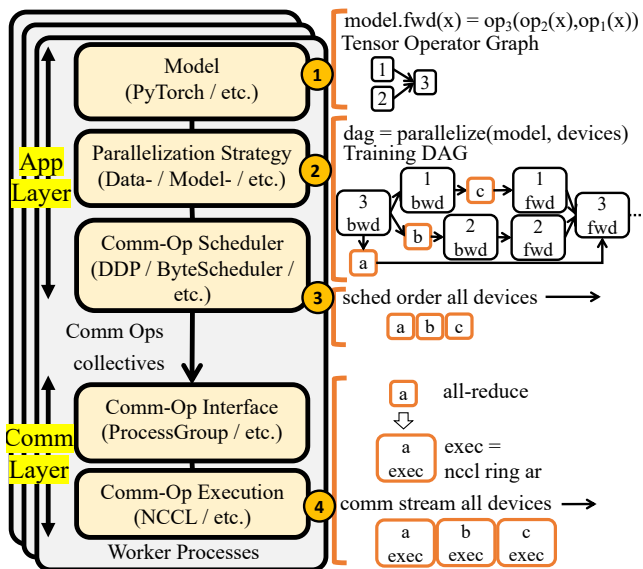 App
Layer
Comm
Layer
Model
(PyTorch / etc.)
1
Parallelization Strategy
(Data- / Model- / etc.)
2
Comm-Op Scheduler
(DDP / ByteScheduler /
etc.)
3
Comm Ops
collectives
Comm-Op Interface
(ProcessGroup / etc.)
Comm-Op Execution
(NCCL / etc.)
4
Worker Processes
model.fwd(x) = op3(op2(x),op1(x))
Tensor Operator Graph
1
2
3
dag = parallelize(model, devices)
Training DAG
3
bwd
1
bwd
c
1
fwd
3
fwd
...
b
2
bwd
2
fwd
a
sched order all devices
a b c
a all-reduce
a
exec
exec =
nccl ring ar
comm stream all devices
a b c
exec exec exec